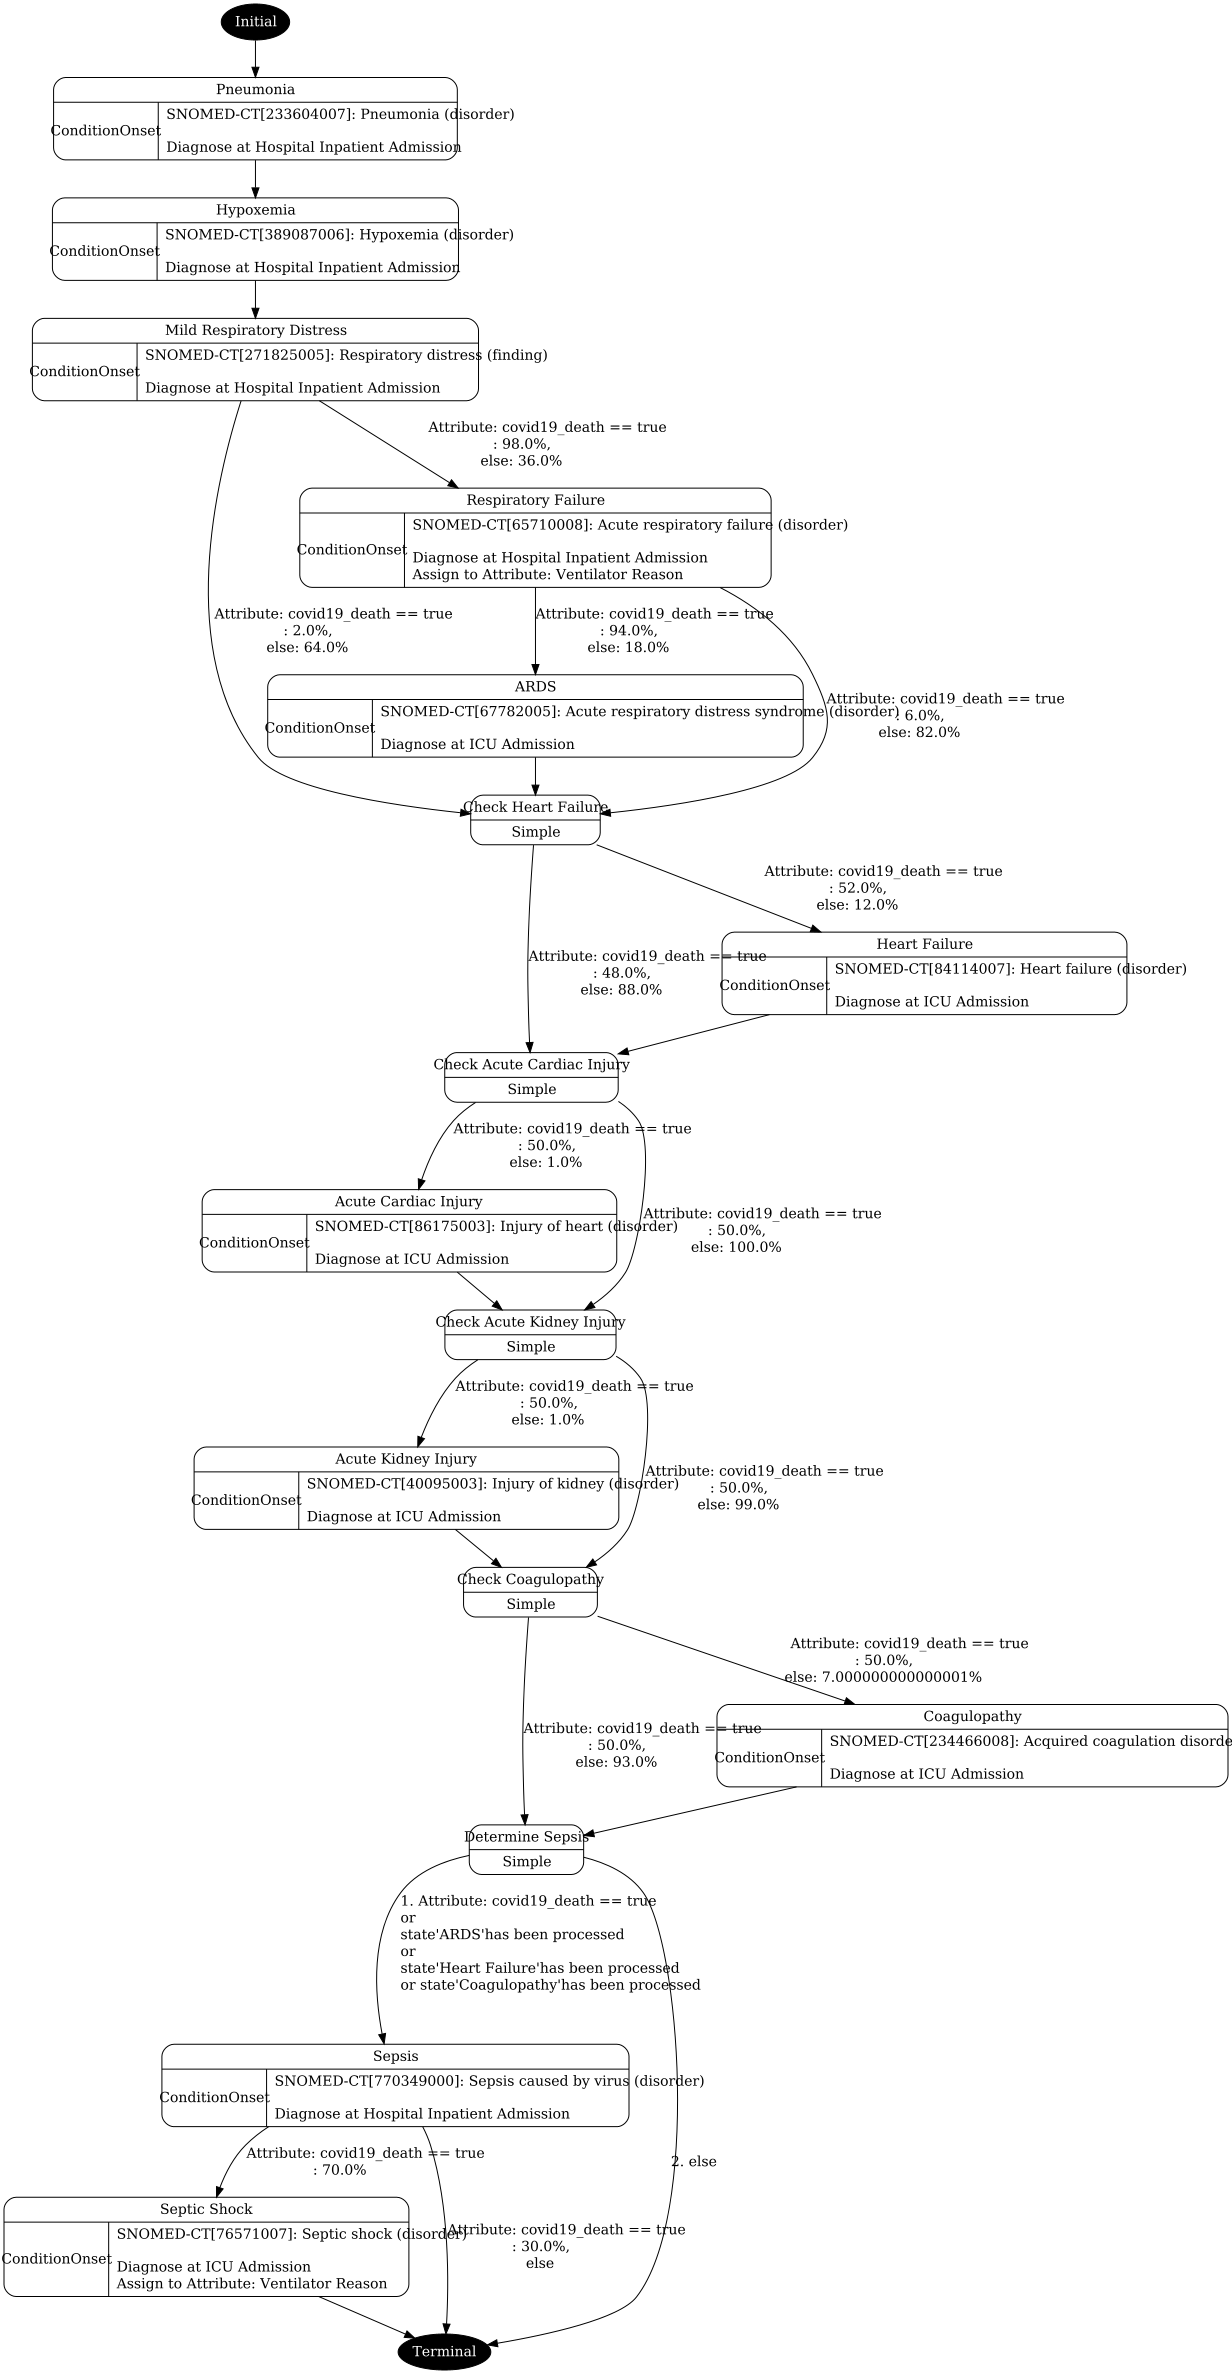 Initial
Pneumonia
ConditionOnset
SNOMED-CT[233604007]: Pneumonia (disorder)
Diagnose at Hospital Inpatient Admission
Hypoxemia
ConditionOnset
SNOMED-CT[389087006]: Hypoxemia (disorder)
Diagnose at Hospital Inpatient Admission
Mild Respiratory Distress
ConditionOnset
SNOMED-CT[271825005]: Respiratory distress (finding)
Diagnose at Hospital Inpatient Admission
Attribute: covid19_death == true
: 98.0%,
else: 36.0%
Respiratory Failure
ConditionOnset
SNOMED-CT[65710008]: Acute respiratory failure (disorder)
Diagnose at Hospital Inpatient Admission
Assign to Attribute: Ventilator Reason
Attribute: covid19_death == true
: 2.0%,
else: 64.0%
Attribute: covid19_death == true
: 94.0%,
else: 18.0%
ARDS
ConditionOnset
SNOMED-CT[67782005]: Acute respiratory distress syndrome (disorder)
Diagnose at ICU Admission
Attribute: covid19_death == true
: 6.0%,
else: 82.0%
Check Heart Failure
Simple
Attribute: covid19_death == true
: 52.0%,
else: 12.0%
Attribute: covid19_death == true
: 48.0%,
else: 88.0%
Heart Failure
ConditionOnset
SNOMED-CT[84114007]: Heart failure (disorder)
Diagnose at ICU Admission
Check Acute Cardiac Injury
Simple
Attribute: covid19_death == true
: 50.0%,
else: 1.0%
Acute Cardiac Injury
ConditionOnset
SNOMED-CT[86175003]: Injury of heart (disorder)
Diagnose at ICU Admission
Attribute: covid19_death == true
: 50.0%,
else: 100.0%
Check Acute Kidney Injury
Simple
Attribute: covid19_death == true
: 50.0%,
else: 1.0%
Acute Kidney Injury
ConditionOnset
SNOMED-CT[40095003]: Injury of kidney (disorder)
Diagnose at ICU Admission
Attribute: covid19_death == true
: 50.0%,
else: 99.0%
Check Coagulopathy
Simple
Attribute: covid19_death == true
: 50.0%,
else: 7.000000000000001%
Attribute: covid19_death == true
: 50.0%,
else: 93.0%
Coagulopathy
ConditionOnset
SNOMED-CT[234466008]: Acquired coagulation disorde
Diagnose at ICU Admission
Determine Sepsis
Simple
1. Attribute: covid19_death == true
or
state'ARDS'has been processed
or
state'Heart Failure'has been processed
or state'Coagulopathy'has been processed
Sepsis
ConditionOnset
SNOMED-CT[770349000]: Sepsis caused by virus (disorder)
Diagnose at Hospital Inpatient Admission
Attribute: covid19_death == true
: 70.0%
2. else
Septic Shock
ConditionOnset
SNOMED-CT[76571007]: Septic shock (disorder)
Diagnose at ICU Admission
Assign to Attribute: Ventilator Reason
Attribute: covid19_death == true
: 30.0%,
else
Terminal